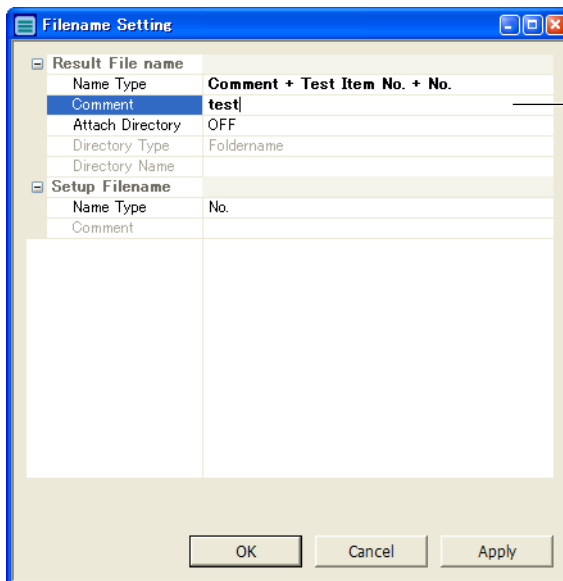 Filename Setting
Result File name
Name Type Comment + Test Item No. + No.
Comment test
Attach Directory OFF
Directory Type Foldername
Directory Name
Setup Filename
Name Type No.
Comment
OK Cancel Apply